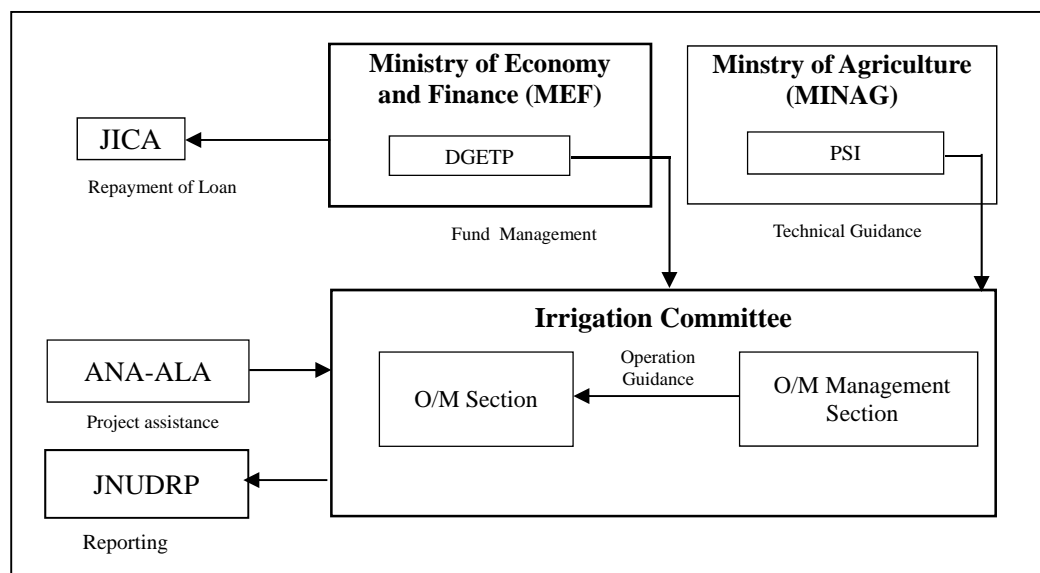 Ministry of Economy
and Finance (MEF)
DGETP
Minstry of Agriculture
(MINAG)
PSI
JICA
Repayment of Loan
Fund Management
Technical Guidance
Irrigation Committee
ANA-ALA
Project assistance
O/M Section
Operation
Guidance
O/M Management
Section
JNUDRP
Reporting